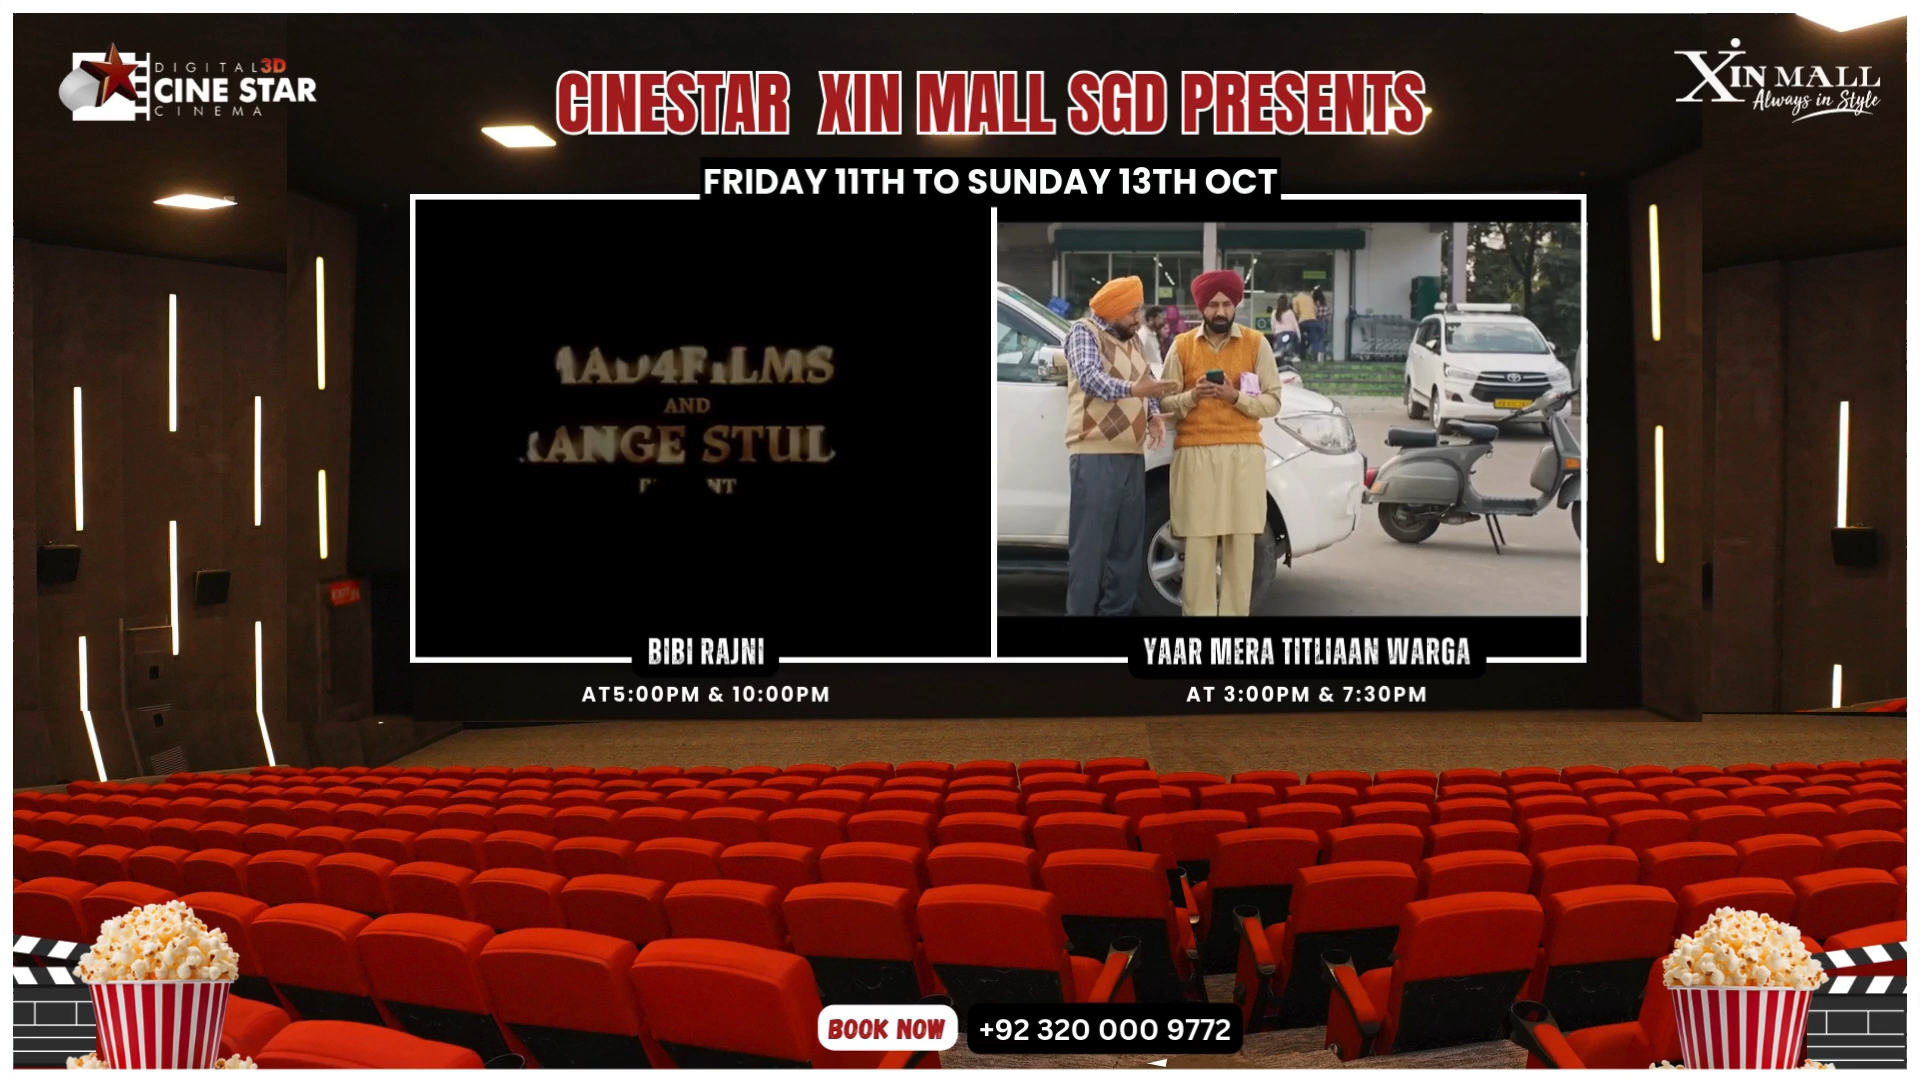 DIGITAL 3D
CINE STAR
CINEMA
CINESTAR XIN MALL SGD PRESENTS
XIN MALL
Always in Style
FRIDAY 11TH TO SUNDAY 13TH OCT
AND
BIBI RAJNI
YAAR MERA TITLIAAN WARGA
AT5:00PM & 10:00PM
AT 3:00PM & 7:30PM
BOOK NOW
+92 320 000 9772